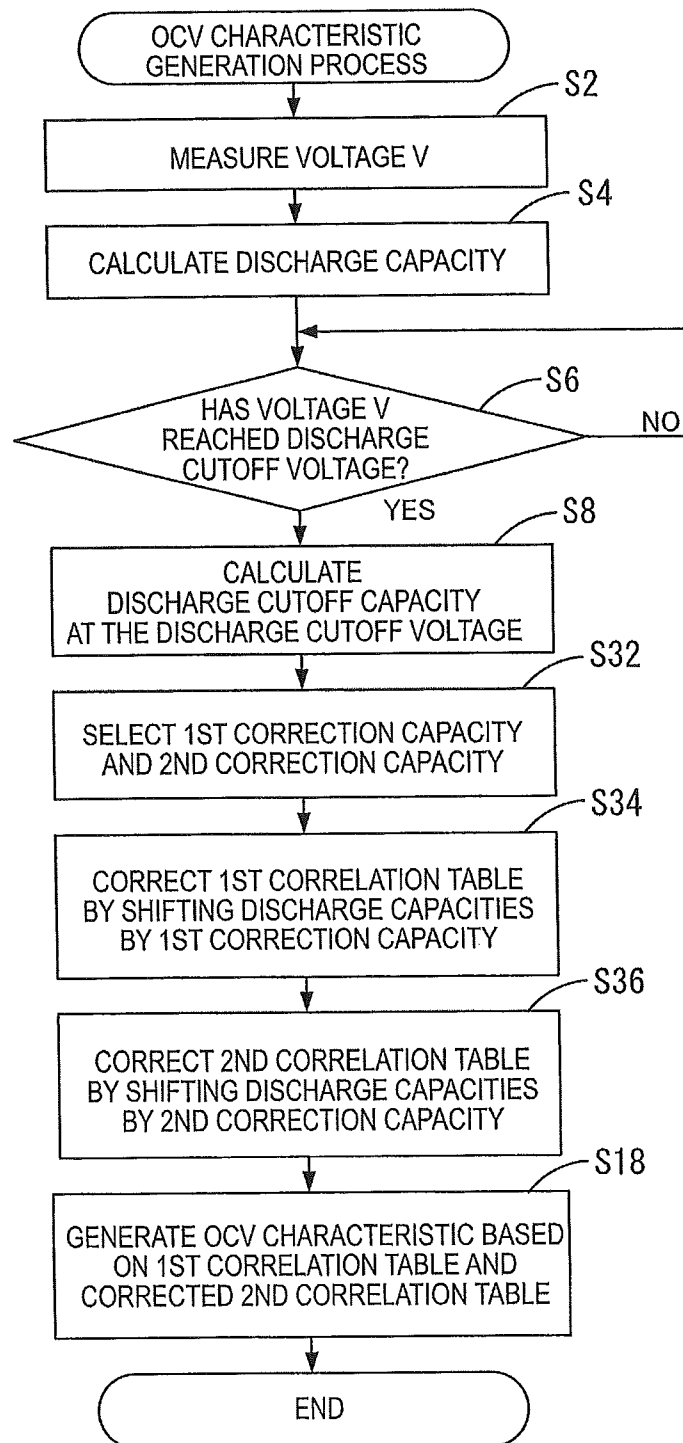 OCV CHARACTERISTIC
GENERATION PROCESS
S2
MEASURE VOLTAGE V
S4
CALCULATE DISCHARGE CAPACITY
S6
HAS VOLTAGE V
REACHED DISCHARGE
CUTOFF VOLTAGE?
NO
YES
S8
CALCULATE
DISCHARGE CUTOFF CAPACITY
AT THE DISCHARGE CUTOFF VOLTAGE
S32
SELECT 1ST CORRECTION CAPACITY
AND 2ND CORRECTION CAPACITY
S34
CORRECT 1ST CORRELATION TABLE
BY SHIFTING DISCHARGE CAPACITIES
BY 1ST CORRECTION CAPACITY
S36
CORRECT 2ND CORRELATION TABLE
BY SHIFTING DISCHARGE CAPACITIES
BY 2ND CORRECTION CAPACITY
S18
GENERATE OCV CHARACTERISTIC BASED
ON 1ST CORRELATION TABLE AND
CORRECTED 2ND CORRELATION TABLE
END